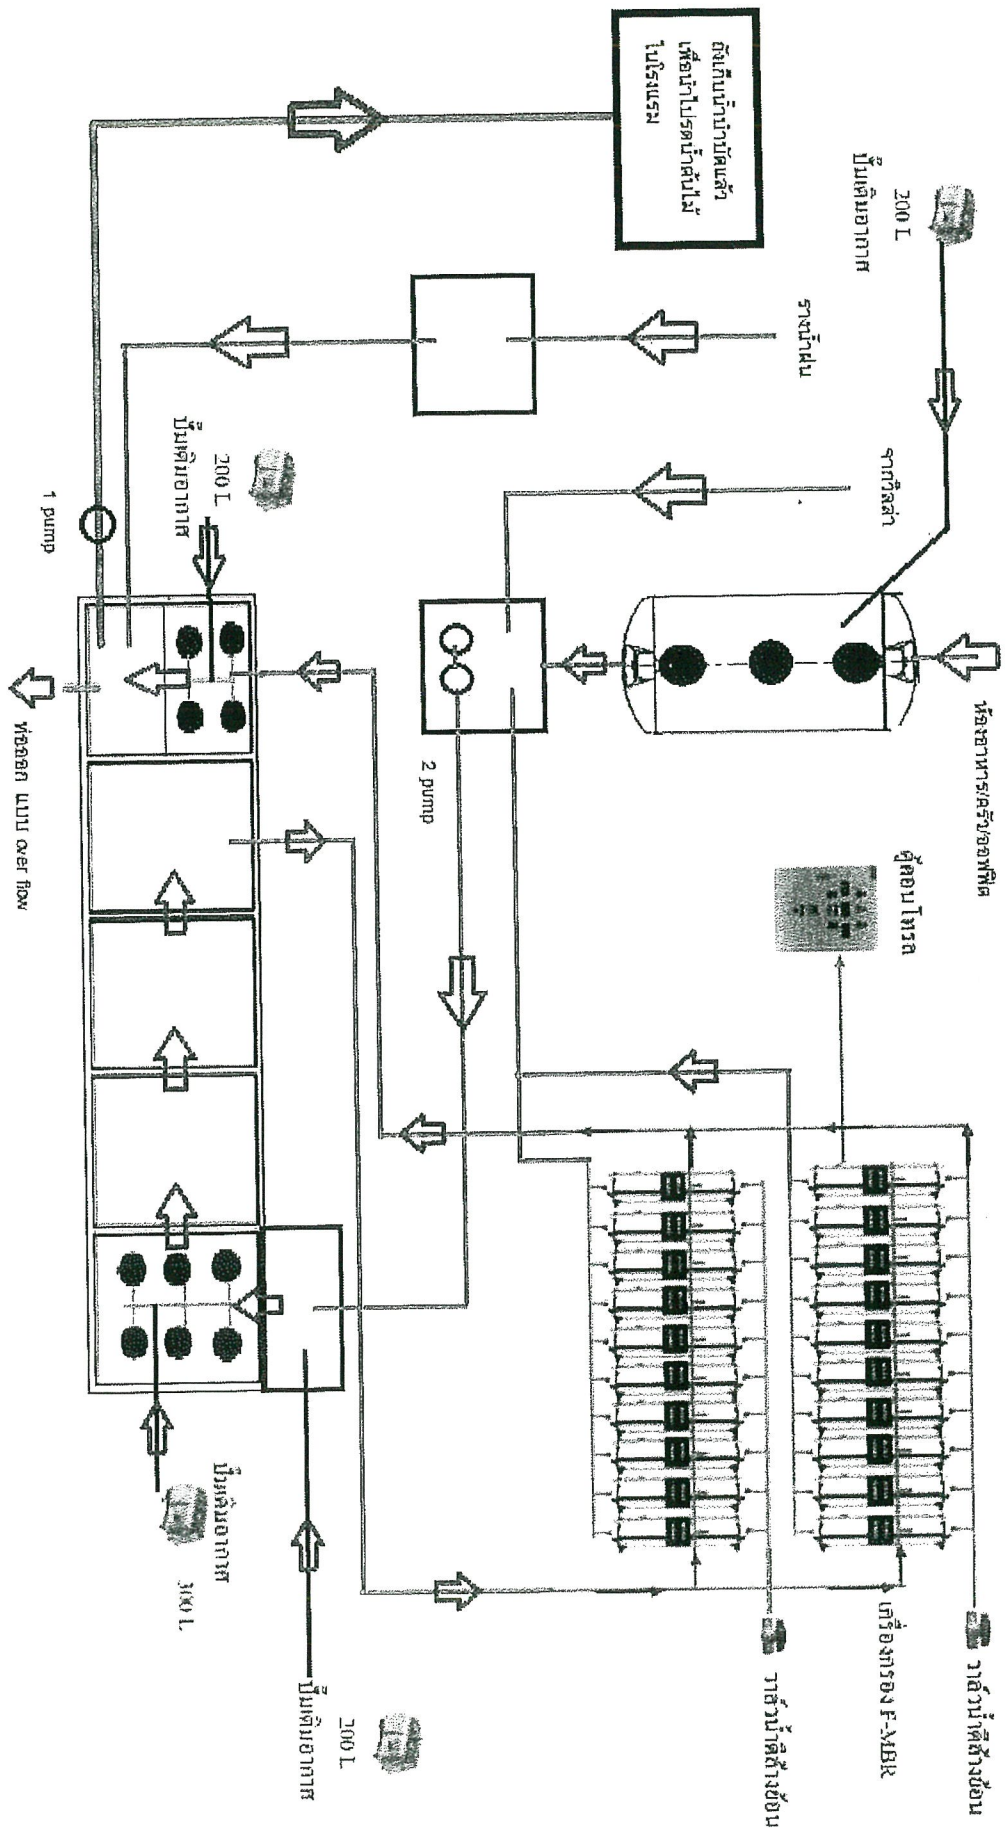 ถังเก็บน้ำบำบัดแล้ว
เพื่อนำไปรดน้ำต้นไม้
ในโรงแรม
200 L
ปั๊มเติมอากาศ
รางน้ำฝน
จากวิลล่า
ห้องอาหาร/ครัว/ออฟฟิต
200 L
ปั๊มเติมอากาศ
1 pump
2 pump
ท่อออก แบบ over flow
ตู้คอนโทรล
วาล์วน้ำดีล้างย้อน
เครื่องกรอง F-MBR
วาล์วน้ำดีล้างย้อน
ปั๊มเติมอากาศ
300 L
200 L
ปั๊มเติมอากาศ